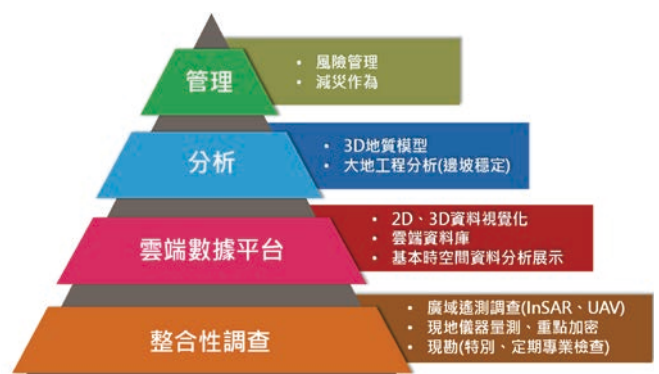 管理
• 風險管理
• 減災作為
分析
• 3D地質模型
• 大地工程分析(邊坡穩定)
雲端數據平台
• 2D、3D資料視覺化
• 雲端資料庫
• 基本時空間資料分析展示
整合性調查
• 廣域遙測調查(InSAR、UAV)
• 現地儀器量測、重點加密
• 現勘(特別、定期專業檢查)